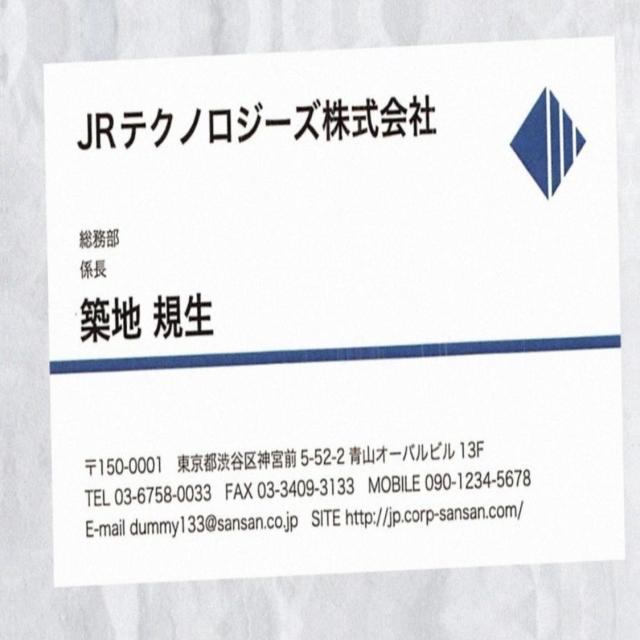 JRテクノロジーズ株式会社
総務部
係長
築地 規生
〒150-0001 東京都渋谷区神宮前 5-52-2 青山オーバルビル 13F
TEL 03-6758-0033 FAX 03-3409-3133 MOBILE 090-1234-5678
E-mail dummy133@sansan.co.jp SITE http://jp.corp-sansan.com/